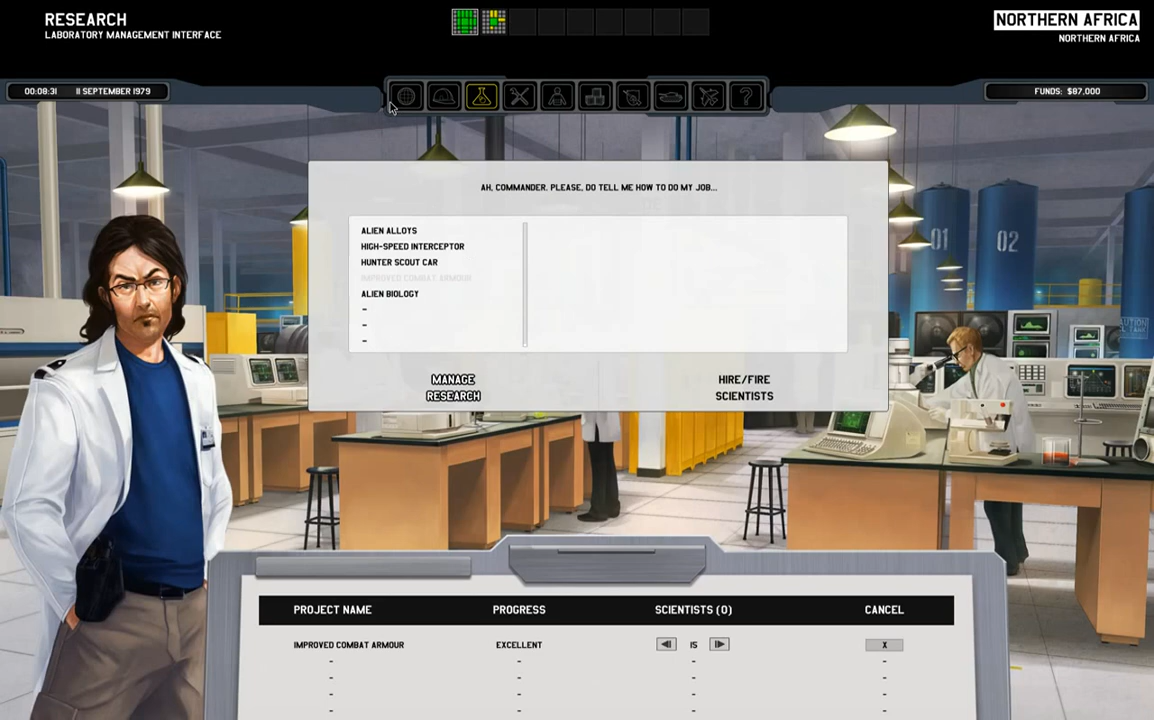 RESEARCH
LABORATORY MANAGEMENT INTERFACE
NORTHERN AFRICA
NORTHERN AFRICA
00:08:31 11 SEPTEMBER 1979
?
FUNDS: $87,000
AH, COMMANDER. PLEASE, DO TELL ME HOW TO DO MY JOB...
ALIEN ALLOYS
HIGH-SPEED INTERCEPTOR
HUNTER SCOUT CAR
IMPROVED COMBAT ARMOUR
ALIEN BIOLOGY
-
-
-
MANAGE
RESEARCH
HIRE/FIRE
SCIENTISTS
01
02
CAUTION
PROJECT NAME PROGRESS SCIENTISTS (0) CANCEL
IMPROVED COMBAT ARMOUR EXCELLENT 15 X
- - - -
- - - -
- - - -
- - - -